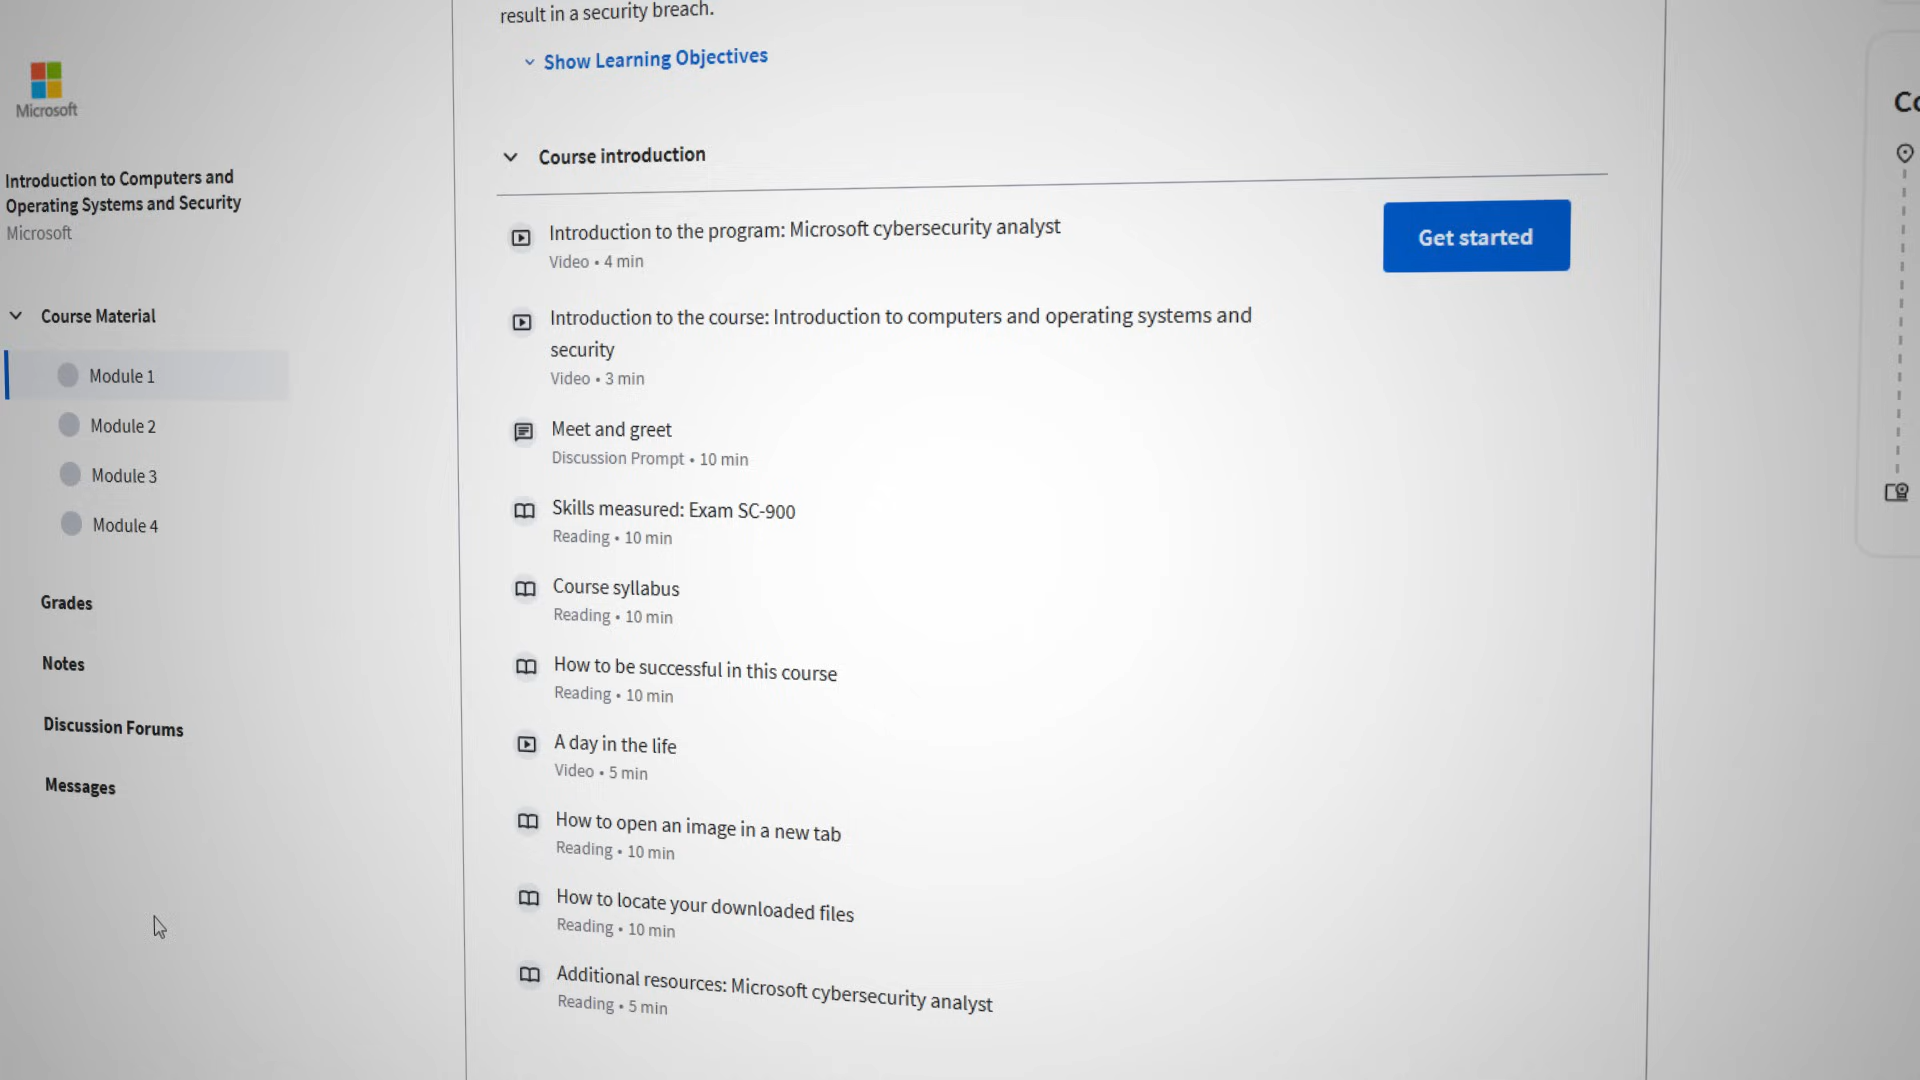 Microsoft
Introduction to Computers and
Operating Systems and Security
Microsoft
Course Material
Module 1
Module 2
Module 3
Module 4
Grades
Notes
Discussion Forums
Messages
result in a security breach.
Show Learning Objectives
Course introduction
Introduction to the program: Microsoft cybersecurity analyst
Video • 4 min
Get started
Introduction to the course: Introduction to computers and operating systems and
security
Video • 3 min
Meet and greet
Discussion Prompt • 10 min
Skills measured: Exam SC-900
Reading • 10 min
Course syllabus
Reading • 10 min
How to be successful in this course
Reading • 10 min
A day in the life
Video • 5 min
How to open an image in a new tab
Reading • 10 min
How to locate your downloaded files
Reading • 10 min
Additional resources: Microsoft cybersecurity analyst
Reading • 5 min